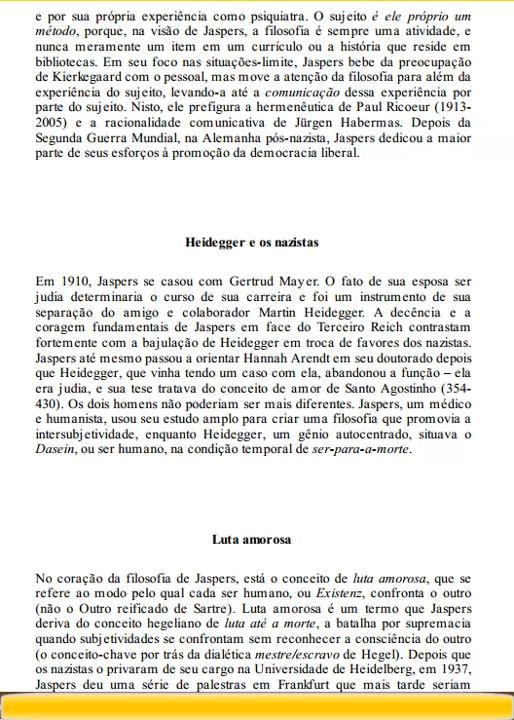 e por sua própria experiência como psiquiatra. O sujeito é ele próprio um
método, porque, na visão de Jaspers, a filosofia é sempre uma atividade, e
nunca meramente um item em um currículo ou a história que reside em
bibliotecas. Em seu foco nas situações-limite, Jaspers bebe da preocupação
de Kierkegaard com o pessoal, mas move a atenção da filosofia para além da
experiência do sujeito, levando-a até a comunicação dessa experiência por
parte do sujeito. Nisto, ele prefigura a hermenêutica de Paul Ricoeur (1913-
2005) e a racionalidade comunicativa de Jürgen Habermas. Depois da
Segunda Guerra Mundial, na Alemanha pós-nazista, Jaspers dedicou a maior
parte de seus esforços à promoção da democracia liberal.
Heidegger e os nazistas
Em 1910, Jaspers se casou com Gertrud Mayer. O fato de sua esposa ser
judia determinaria o curso de sua carreira e foi um instrumento de sua
separação do amigo e colaborador Martin Heidegger. A decência e a
coragem fundamentais de Jaspers em face do Terceiro Reich contrastam
fortemente com a bajulação de Heidegger em troca de favores dos nazistas.
Jaspers até mesmo passou a orientar Hannah Arendt em seu doutorado depois
que Heidegger, que vinha tendo um caso com ela, abandonou a função – ela
era judia, e sua tese tratava do conceito de amor de Santo Agostinho (354-
430). Os dois homens não poderiam ser mais diferentes. Jaspers, um médico
e humanista, usou seu estudo amplo para criar uma filosofia que promovia a
intersubjetividade, enquanto Heidegger, um gênio autocentrado, situava o
Dasein, ou ser humano, na condição temporal de ser-para-a-morte.
Luta amorosa
No coração da filosofia de Jaspers, está o conceito de luta amorosa, que se
refere ao modo pelo qual cada ser humano, ou Existenz, confronta o outro
(não o Outro reificado de Sartre). Luta amorosa é um termo que Jaspers
deriva do conceito hegeliano de luta até a morte, a batalha por supremacia
quando subjetividades se confrontam sem reconhecer a consciência do outro
(o conceito-chave por trás da dialética mestre/escravo de Hegel). Depois que
os nazistas o privaram de seu cargo na Universidade de Heidelberg, em 1937,
Jaspers deu uma série de palestras em Frankfurt que mais tarde seriam